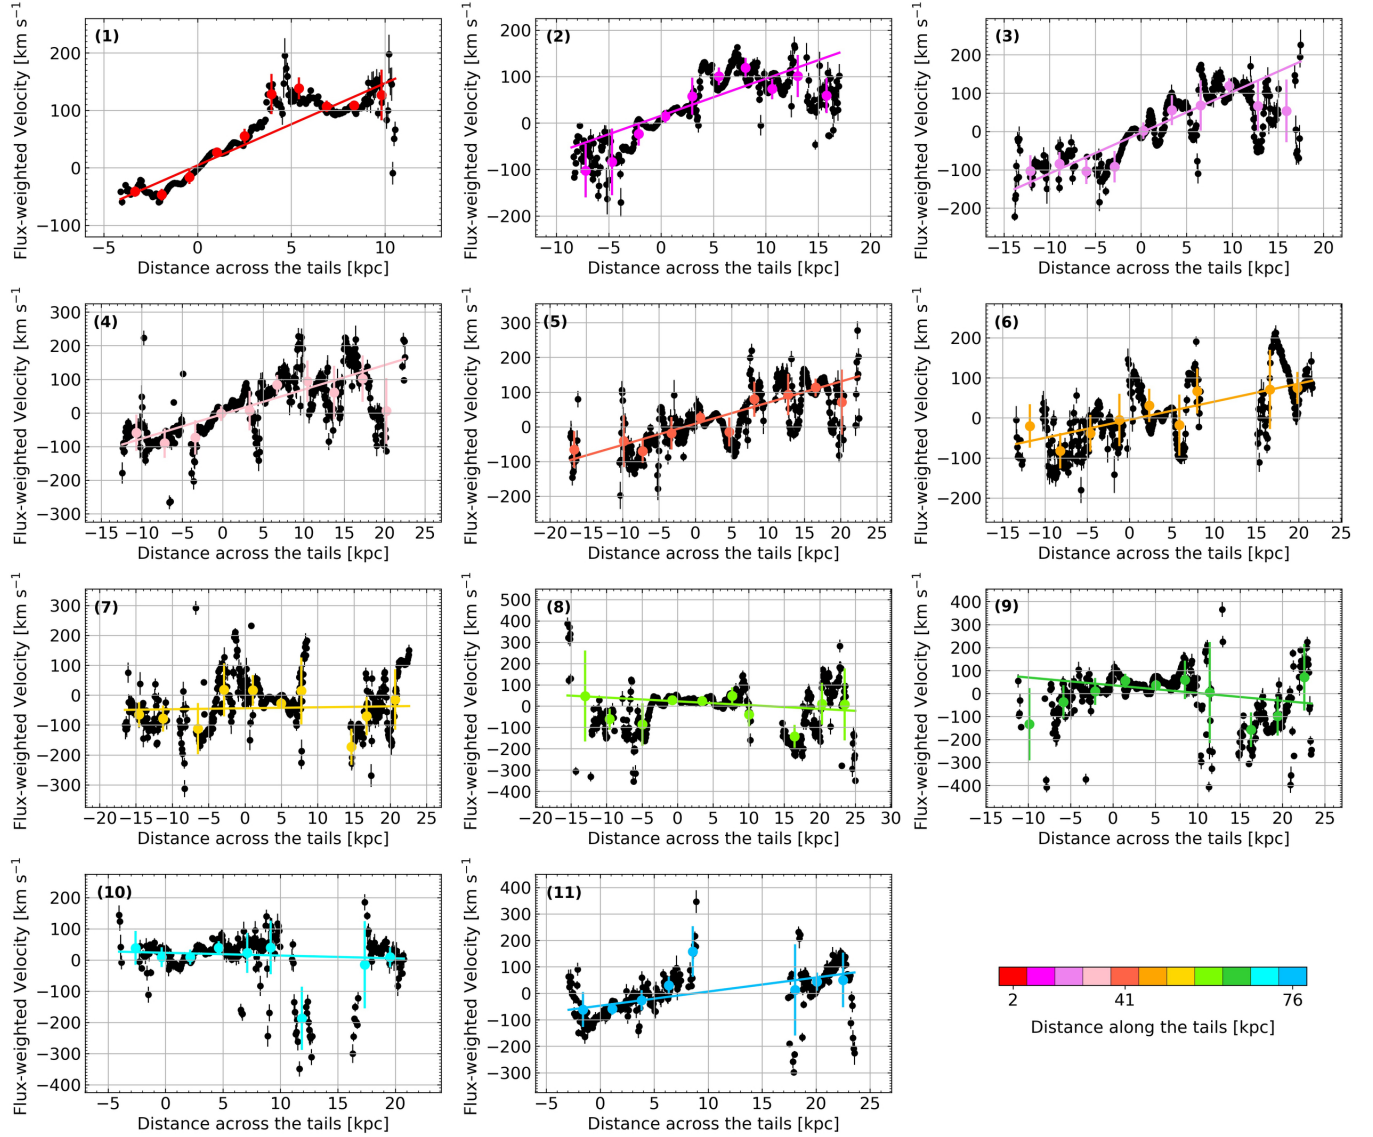 (1)
Flux-weighted Velocity [km s⁻¹]
200
100
0
−100
−5 0 5 10
Distance across the tails [kpc]
(2)
Flux-weighted Velocity [km s⁻¹]
200
100
0
−100
−200
−10 −5 0 5 10 15 20
Distance across the tails [kpc]
(3)
Flux-weighted Velocity [km s⁻¹]
200
100
0
−100
−200
−15 −10 −5 0 5 10 15 20
Distance across the tails [kpc]
(4)
Flux-weighted Velocity [km s⁻¹]
300
200
100
0
−100
−200
−300
−15 −10 −5 0 5 10 15 20 25
Distance across the tails [kpc]
(5)
Flux-weighted Velocity [km s⁻¹]
300
200
100
0
−100
−200
−20 −15 −10 −5 0 5 10 15 20 25
Distance across the tails [kpc]
(6)
Flux-weighted Velocity [km s⁻¹]
200
100
0
−100
−200
−15 −10 −5 0 5 10 15 20 25
Distance across the tails [kpc]
(7)
Flux-weighted Velocity [km s⁻¹]
300
200
100
0
−100
−200
−300
−20 −15 −10 −5 0 5 10 15 20 25
Distance across the tails [kpc]
(8)
Flux-weighted Velocity [km s⁻¹]
500
400
300
200
100
0
−100
−200
−300
−400
−20 −15 −10 −5 0 5 10 15 20 25 30
Distance across the tails [kpc]
(9)
Flux-weighted Velocity [km s⁻¹]
400
300
200
100
0
−100
−200
−300
−400
−15 −10 −5 0 5 10 15 20 25
Distance across the tails [kpc]
(10)
Flux-weighted Velocity [km s⁻¹]
200
100
0
−100
−200
−300
−400
−5 0 5 10 15 20
Distance across the tails [kpc]
(11)
Flux-weighted Velocity [km s⁻¹]
400
300
200
100
0
−100
−200
−300
−5 0 5 10 15 20 25
Distance across the tails [kpc]
2 41 76
Distance along the tails [kpc]